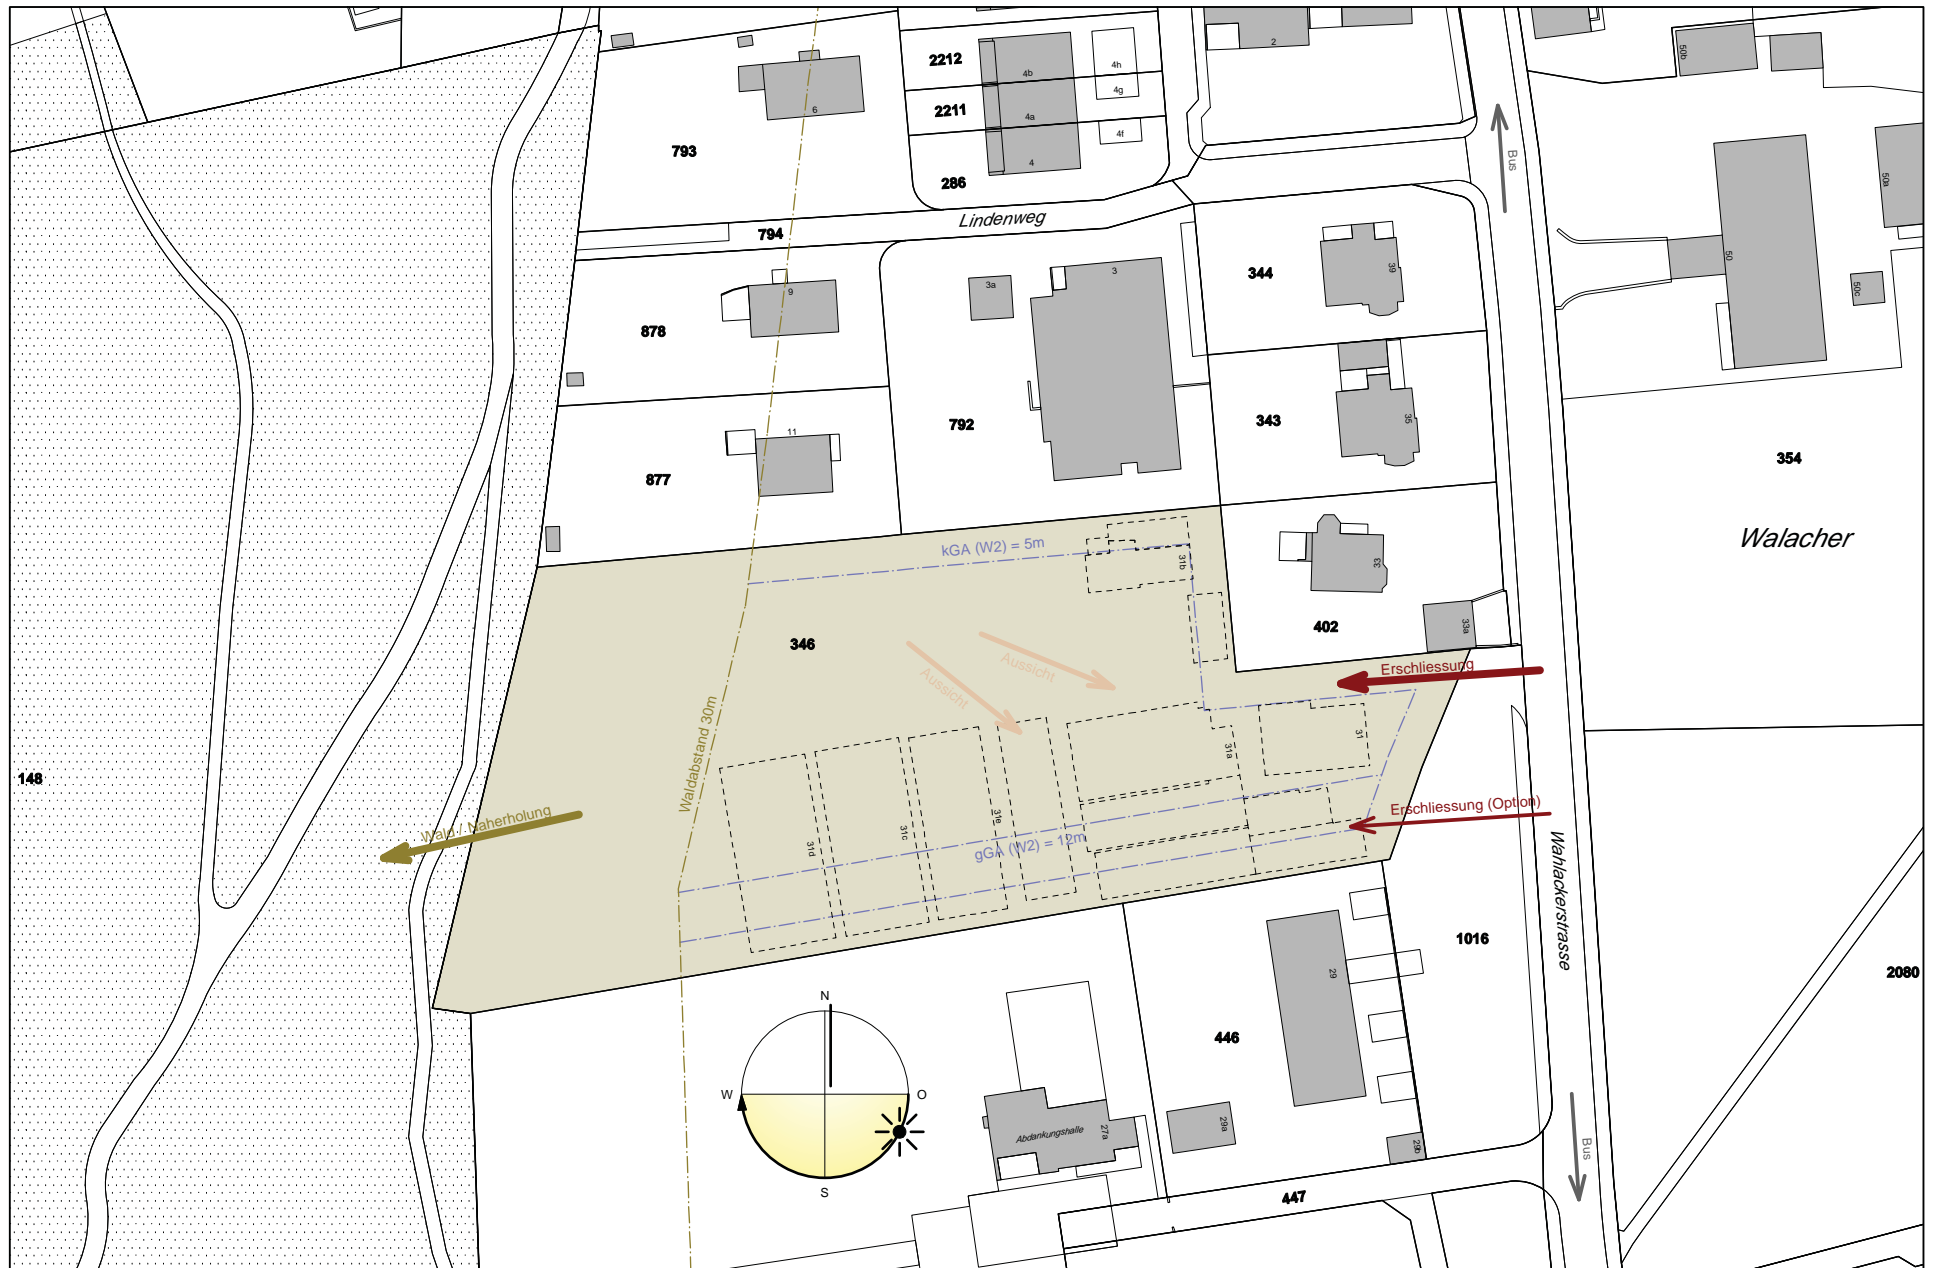 2
50b
2212
4b
4h
4g
2211
4a
4f
6
793
4
286
Bus
50a
Lindenweg
794
344
39
50
50c
3
3a
9
878
792
343
35
11
877
354
Walacher
kGA (W2) = 5m
31b
33
402
33a
346
Aussicht
Aussicht
Erschliessung
Waldabstand 30m
31a
31
148
Wald / Naherholung
31d
31c
31e
gGA (W2) = 12m
Erschliessung (Option)
Wahlackerstrasse
1016
2080
29
446
N
W
O
S
Abdankungshalle
27a
29a
29b
Bus
447